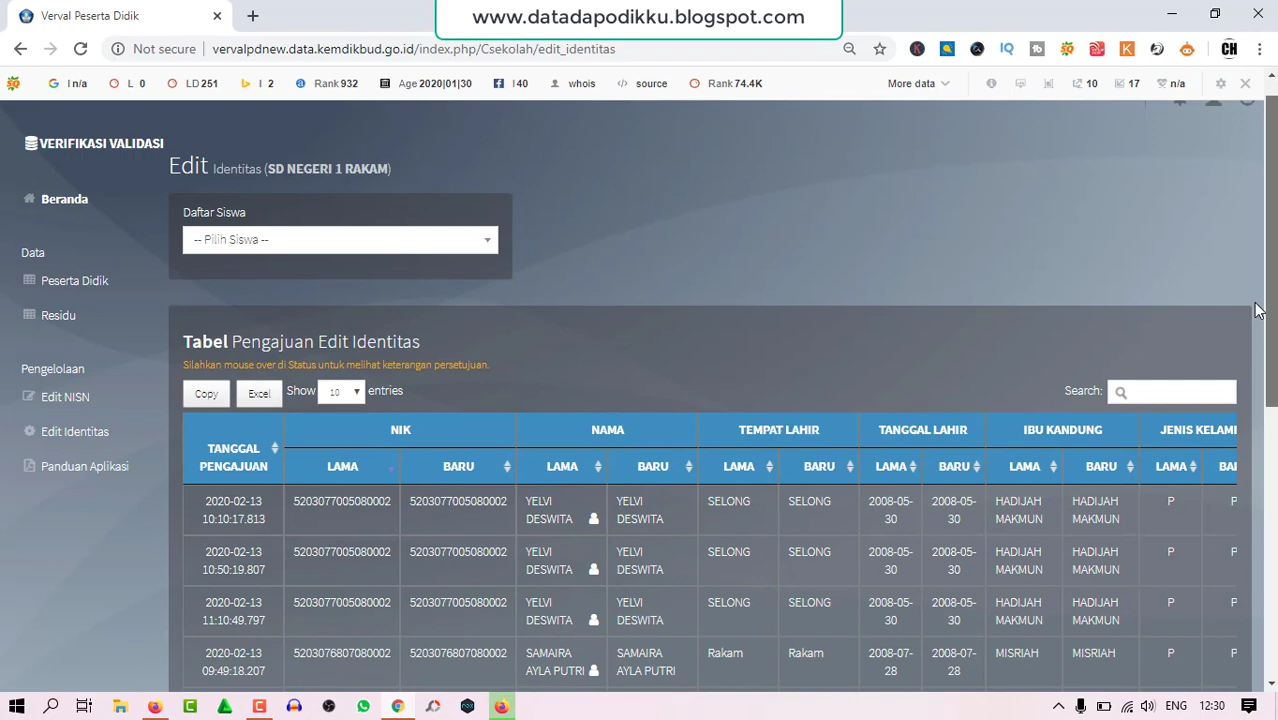 Verval Peserta Didik
www.datadapodikku.blogspot.com
Not secure vervalpdnew.data.kemdikbud.go.id/index.php/Csekolah/edit_identitas
I n/a L 0 LD 251 I 2 Rank 932 Age 2020|01|30 I 40 whois source Rank 74.4K More data 10 17 n/a
VERIFIKASI VALIDASI
Edit Identitas (SD NEGERI 1 RAKAM)
Beranda
Daftar Siswa
-- Pilih Siswa --
Data
Peserta Didik
Residu
Pengelolaan
Edit NISN
Edit Identitas
Panduan Aplikasi
Tabel Pengajuan Edit Identitas
Silahkan mouse over di Status untuk melihat keterangan persetujuan.
Copy Excel Show 10 entries Search:
TANGGAL PENGAJUAN NIK NAMA TEMPAT LAHIR TANGGAL LAHIR IBU KANDUNG JENIS KELAMI
LAMA BARU LAMA BARU LAMA BARU LAMA BARU LAMA BARU LAMA BA
2020-02-13 5203077005080002 5203077005080002 YELVI YELVI SELONG SELONG 2008-05- 2008-05- HADIJAH HADIJAH P P
10:10:17.813 DESWITA DESWITA 30 30 MAKMUN MAKMUN
2020-02-13 5203077005080002 5203077005080002 YELVI YELVI SELONG SELONG 2008-05- 2008-05- HADIJAH HADIJAH P P
10:50:19.807 DESWITA DESWITA 30 30 MAKMUN MAKMUN
2020-02-13 5203077005080002 5203077005080002 YELVI YELVI SELONG SELONG 2008-05- 2008-05- HADIJAH HADIJAH P P
11:10:49.797 DESWITA DESWITA 30 30 MAKMUN MAKMUN
2020-02-13 5203076807080002 5203076807080002 SAMAIRA SAMAIRA Rakam Rakam 2008-07- 2008-07- MISRIAH MISRIAH P P
09:49:18.207 AYLA PUTRI AYLA PUTRI 28 28
ENG 12:30